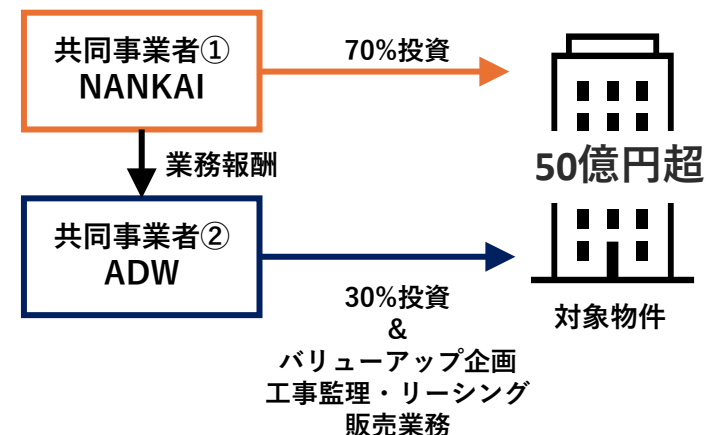 共同事業者①
NANKAI
70%投資
業務報酬
50億円超
共同事業者②
ADW
30%投資
&
バリューアップ企画
工事監理・リーシング
販売業務
対象物件